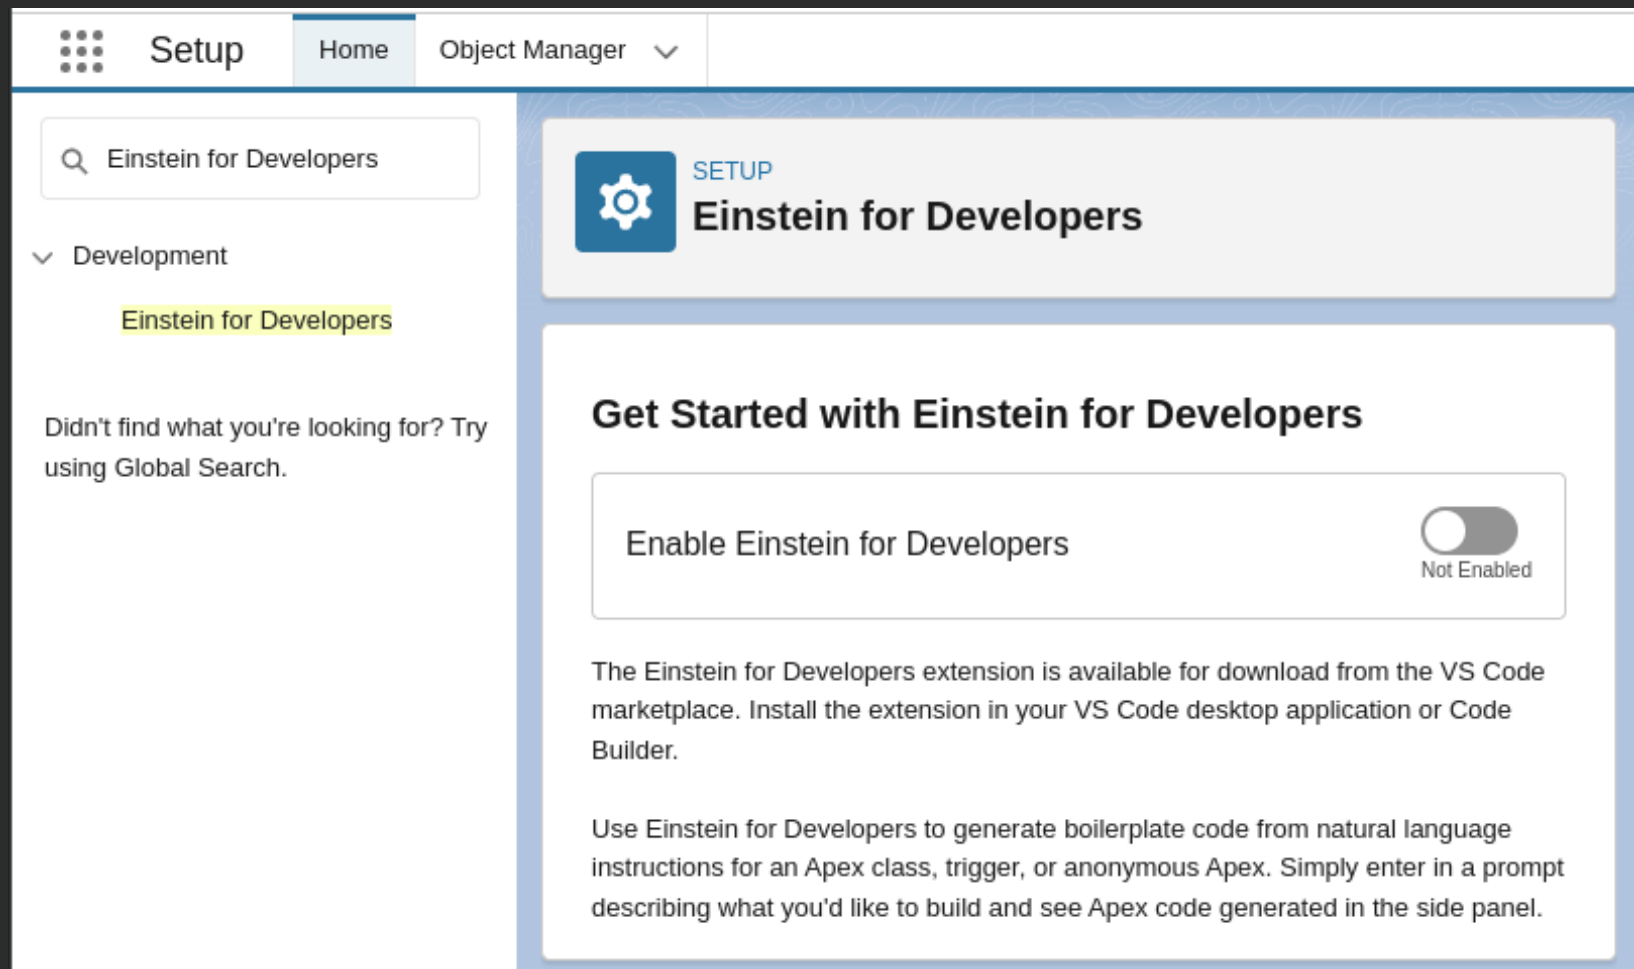 Setup
Home
Object Manager
Einstein for Developers
Development
Einstein for Developers
Didn't find what you're looking for? Try
using Global Search.
SETUP
Einstein for Developers
Get Started with Einstein for Developers
Enable Einstein for Developers
Not Enabled
The Einstein for Developers extension is available for download from the VS Code
marketplace. Install the extension in your VS Code desktop application or Code
Builder.
Use Einstein for Developers to generate boilerplate code from natural language
instructions for an Apex class, trigger, or anonymous Apex. Simply enter in a prompt
describing what you'd like to build and see Apex code generated in the side panel.